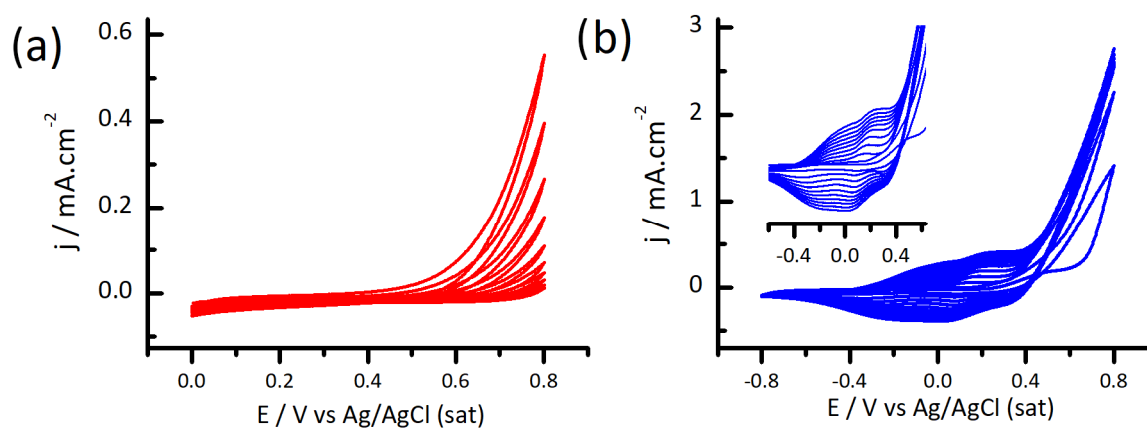 (a)
0.6
0.4
0.2
0.0
j / mA.cm-2
0.0 0.2 0.4 0.6 0.8
E / V vs Ag/AgCl (sat)
(b)
3
2
1
0
j / mA.cm-2
-0.4 0.0 0.4
-0.8 -0.4 0.0 0.4 0.8
E / V vs Ag/AgCl (sat)